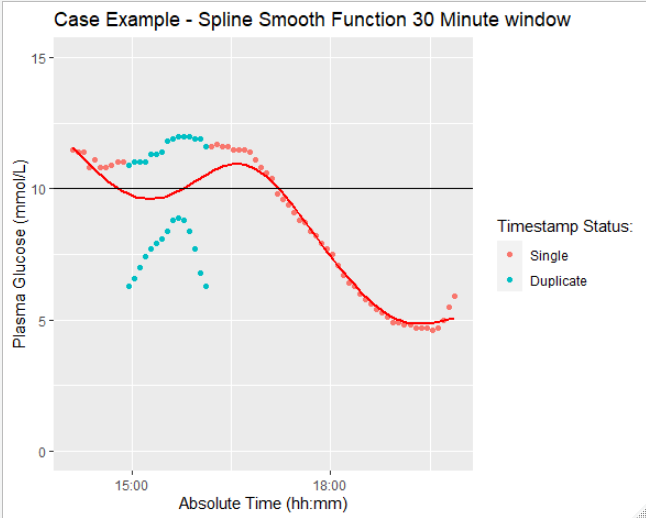 Case Example - Spline Smooth Function 30 Minute window
15
10
5
0
Plasma Glucose (mmol/L)
15:00 18:00
Absolute Time (hh:mm)
Timestamp Status:
Single
Duplicate